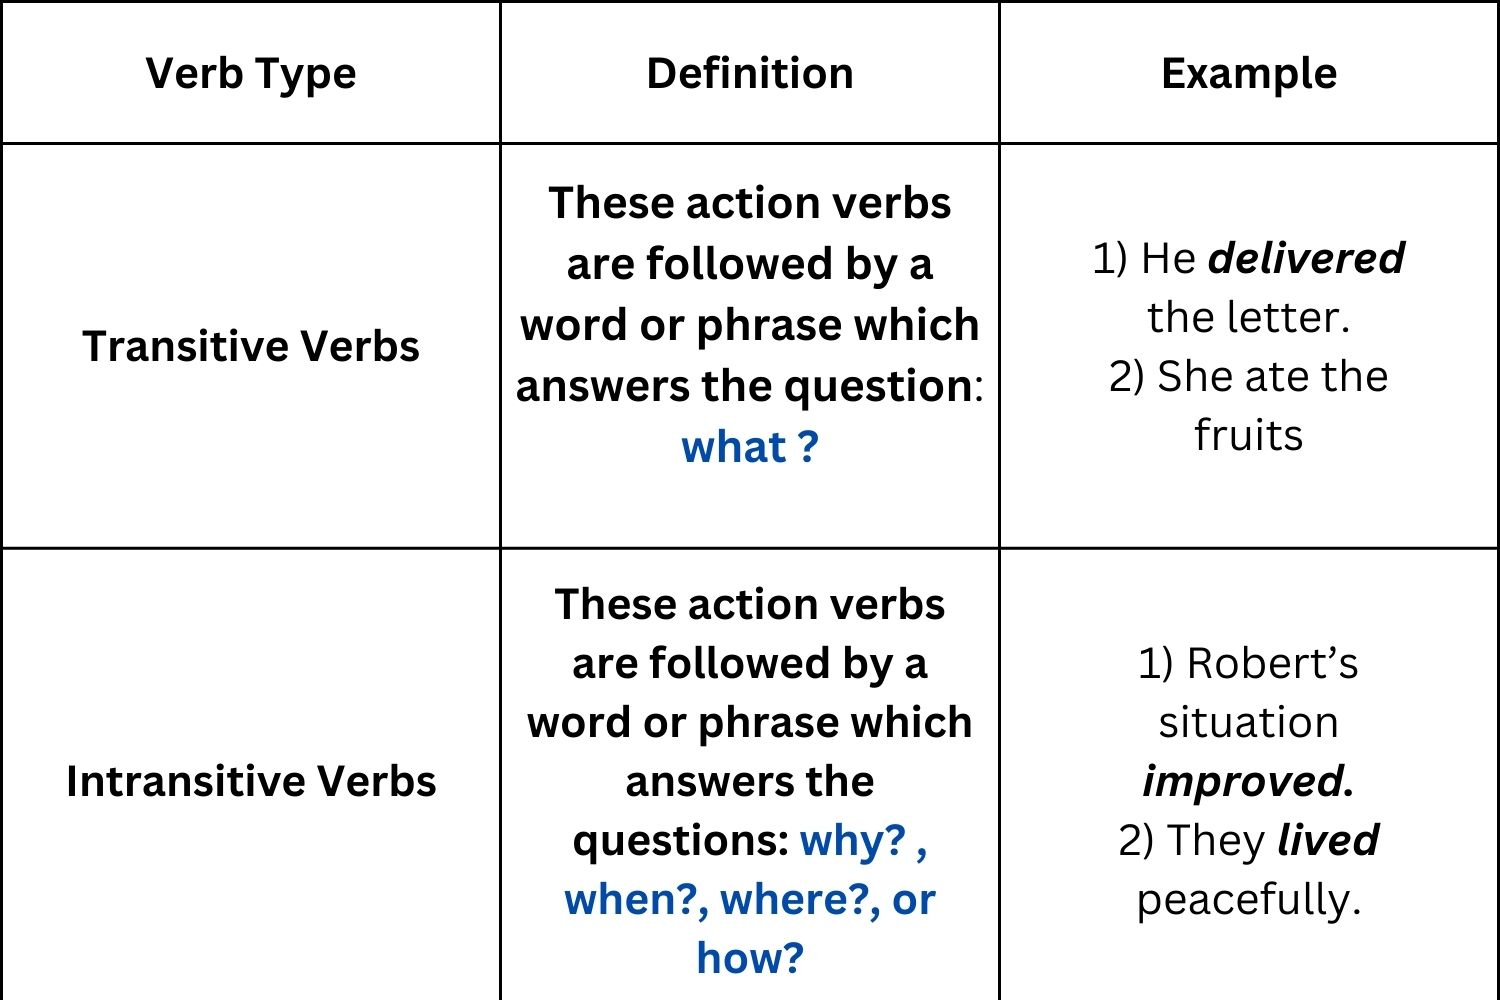 Verb Type
Definition
Example
Transitive Verbs
These action verbs
are followed by a
word or phrase which
answers the question:
what ?
1) He delivered
the letter.
2) She ate the
fruits
Intransitive Verbs
These action verbs
are followed by a
word or phrase which
answers the
questions: why? ,
when?, where?, or
how?
1) Robert’s
situation
improved.
2) They lived
peacefully.